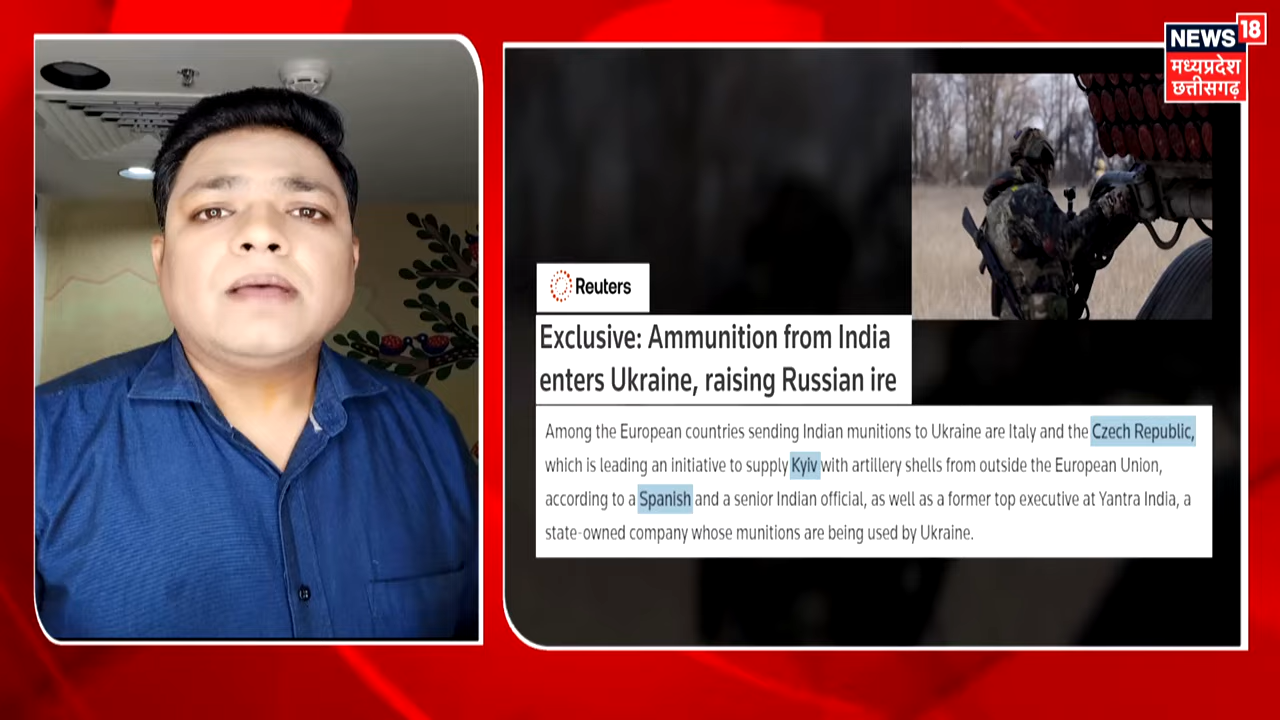 NEWS 18
मध्यप्रदेश
छत्तीसगढ़
Reuters
Exclusive: Ammunition from India
enters Ukraine, raising Russian ire
Among the European countries sending Indian munitions to Ukraine are Italy and the Czech Republic,
which is leading an initiative to supply Kyiv with artillery shells from outside the European Union,
according to a Spanish and a senior Indian official, as well as a former top executive at Yantra India, a
state-owned company whose munitions are being used by Ukraine.